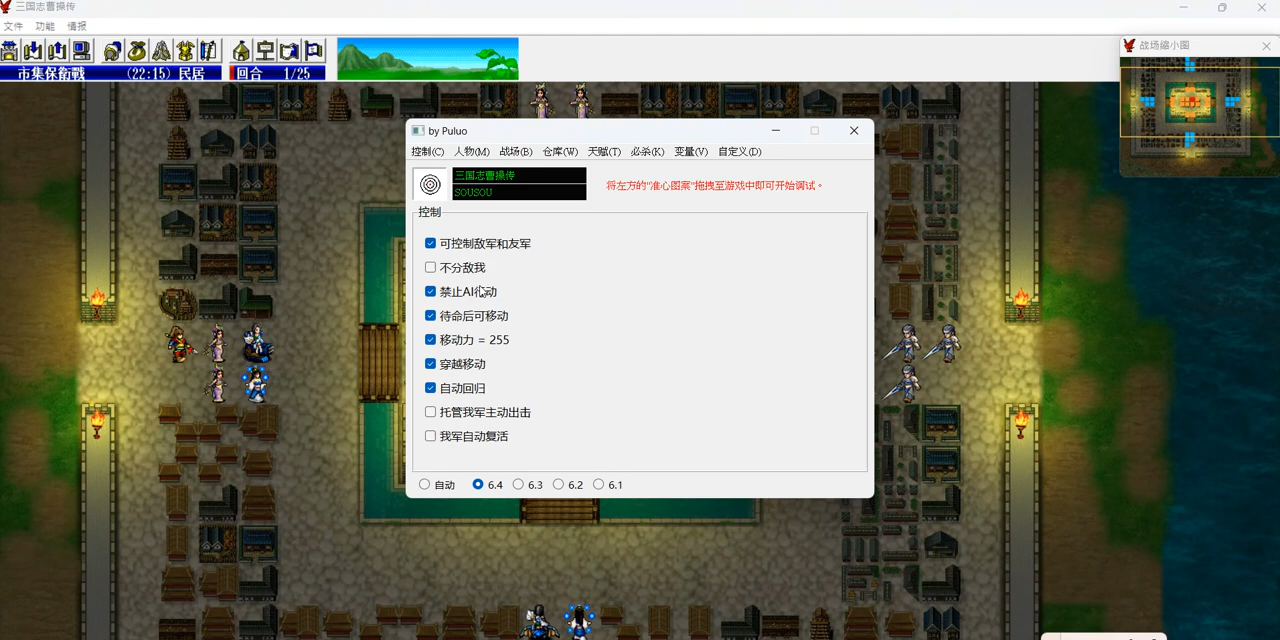 三国志曹操传
文件 功能 情报
市集保衛戰 (22:15) 民居 回合 1/25
战场缩小图
by Puluo
控制(C) 人物(M) 战场(B) 仓库(W) 天赋(T) 必杀(K) 变量(V) 自定义(D)
三国志曹操传
SOUSOU
将左方的"准心图案"拖拽至游戏中即可开始调试。
控制
可控制敌军和友军
不分敌我
禁止AI行动
待命后可移动
移动力 = 255
穿越移动
自动回归
托管我军主动出击
我军自动复活
自动 6.4 6.3 6.2 6.1